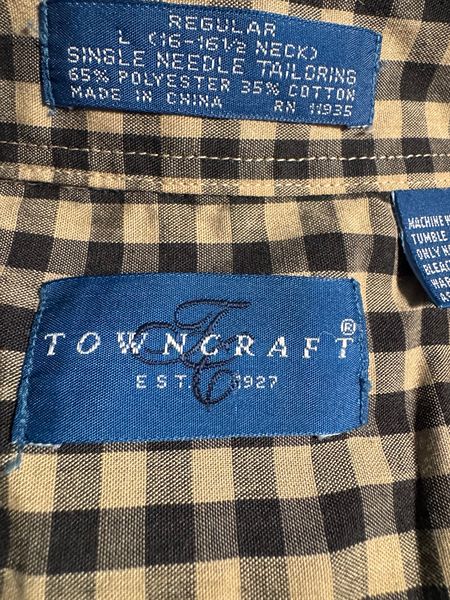 REGULAR
L (16-16½ NECK)
SINGLE NEEDLE TAILORING
65% POLYESTER 35% COTTON
MADE IN CHINA RN 11935
MACHINE
TUMBLE
ONLY
BLEAC
TOWNCRAFT®
EST. 1927